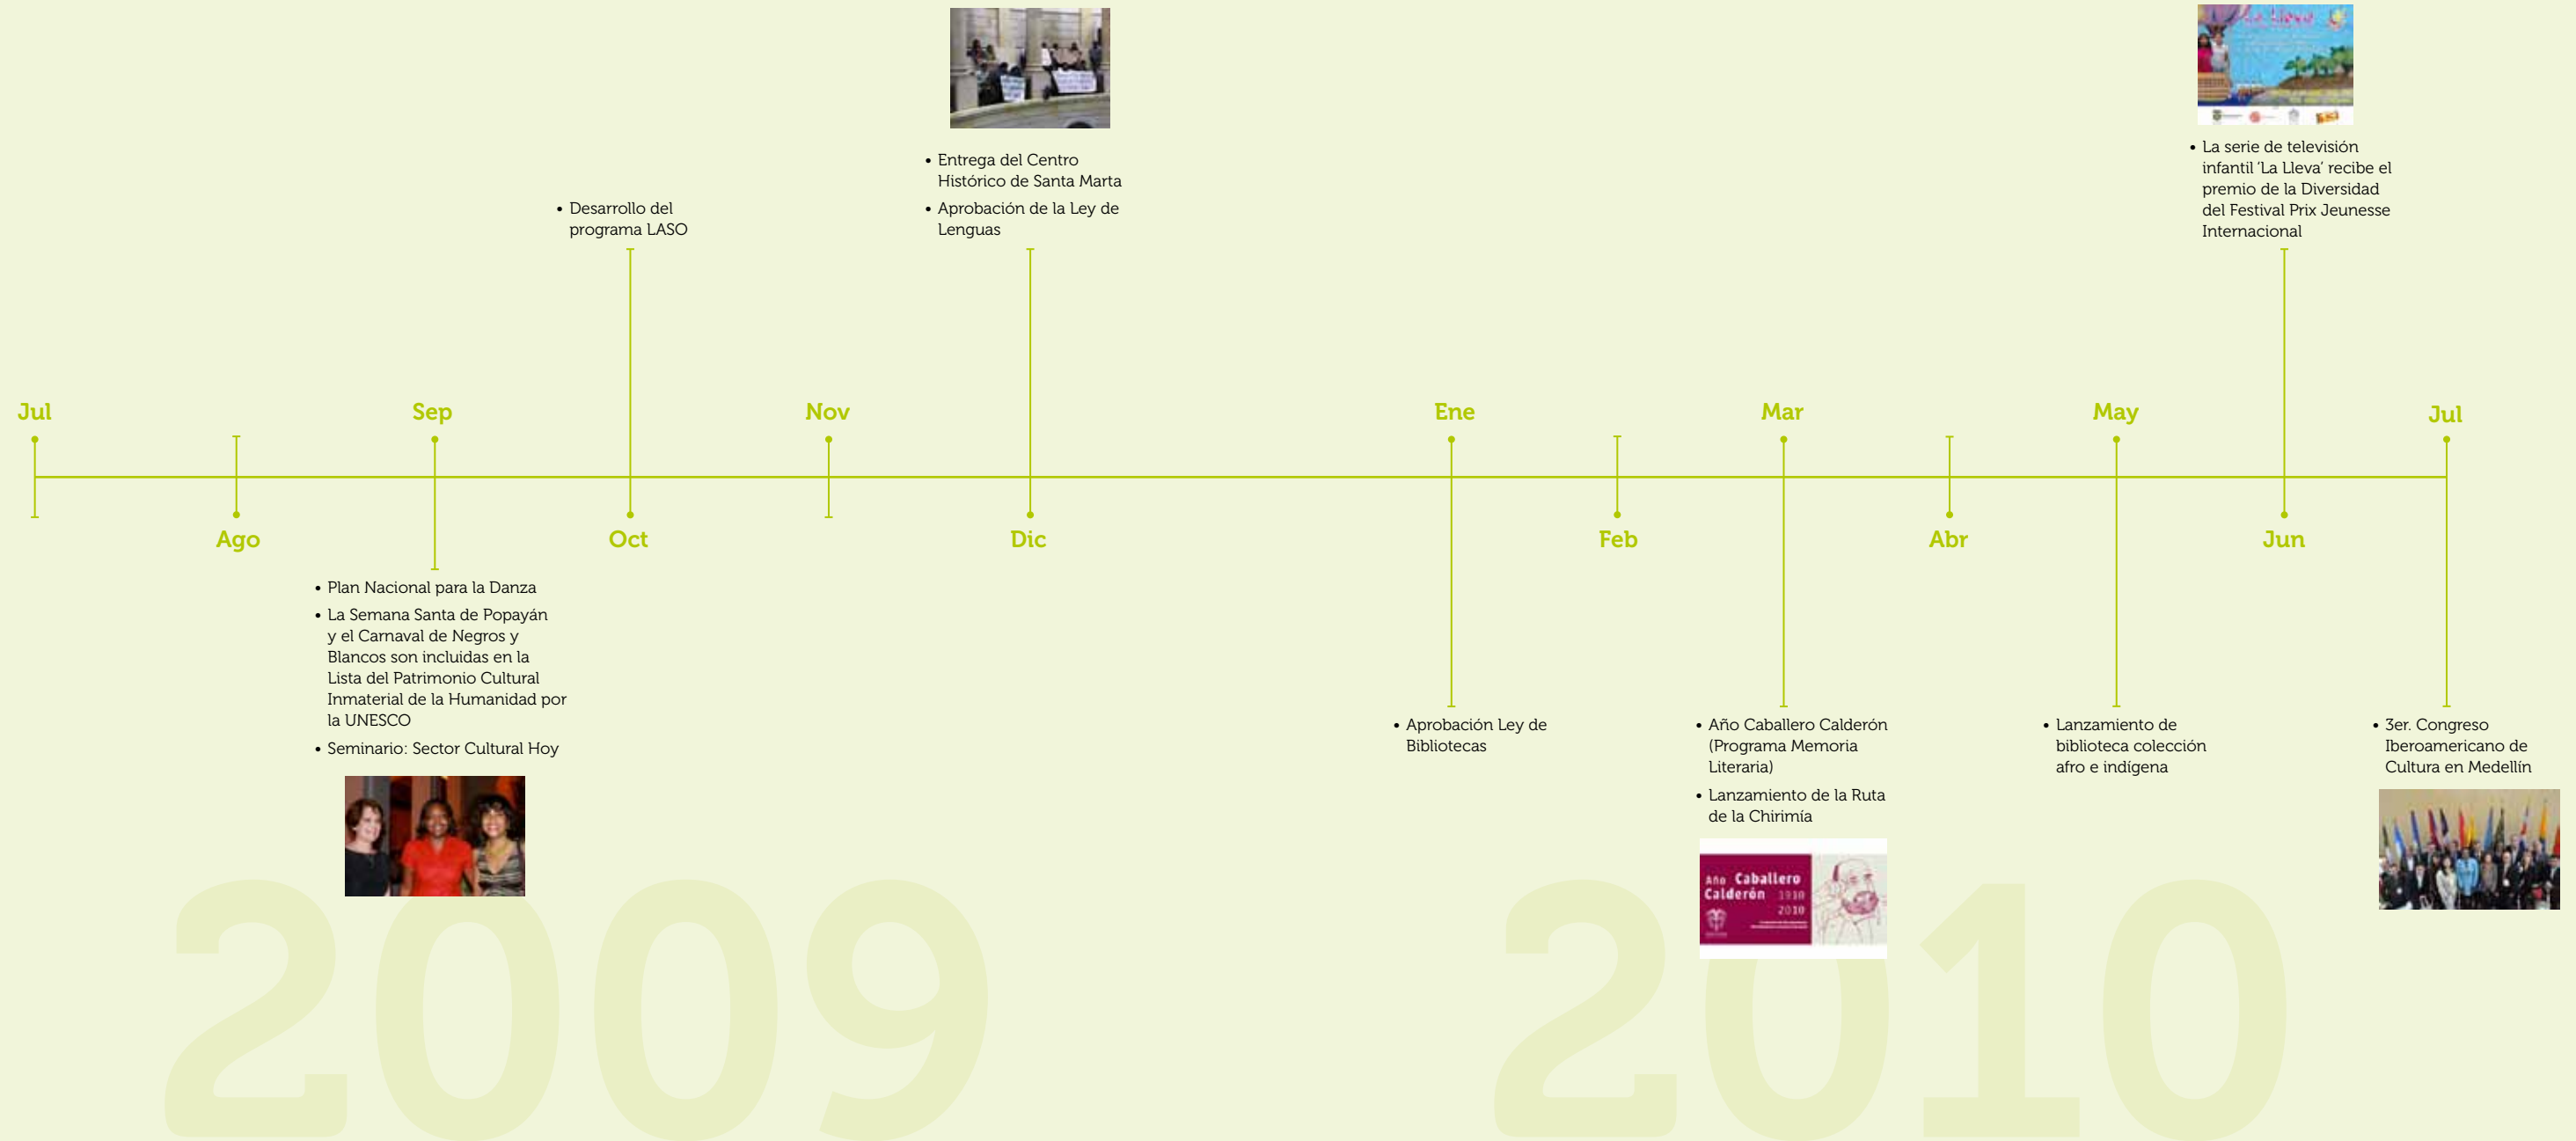 La Lleva
• Entrega del Centro
Histórico de Santa Marta
• Aprobación de la Ley de
Lenguas
• La serie de televisión
infantil ‘La Lleva’ recibe el
premio de la Diversidad
del Festival Prix Jeunesse
Internacional
• Desarrollo del
programa LASO
Jul
Sep
Nov
Ene
Mar
May
Jul
Ago
Oct
Dic
Feb
Abr
Jun
• Plan Nacional para la Danza
• La Semana Santa de Popayán
y el Carnaval de Negros y
Blancos son incluidas en la
Lista del Patrimonio Cultural
Inmaterial de la Humanidad por
la UNESCO
• Seminario: Sector Cultural Hoy
• Aprobación Ley de
Bibliotecas
• Año Caballero Calderón
(Programa Memoria
Literaria)
• Lanzamiento de la Ruta
de la Chirimía
Año Caballero
Calderón 1910
2010
• Lanzamiento de
biblioteca colección
afro e indígena
• 3er. Congreso
Iberoamericano de
Cultura en Medellín
2009
2010